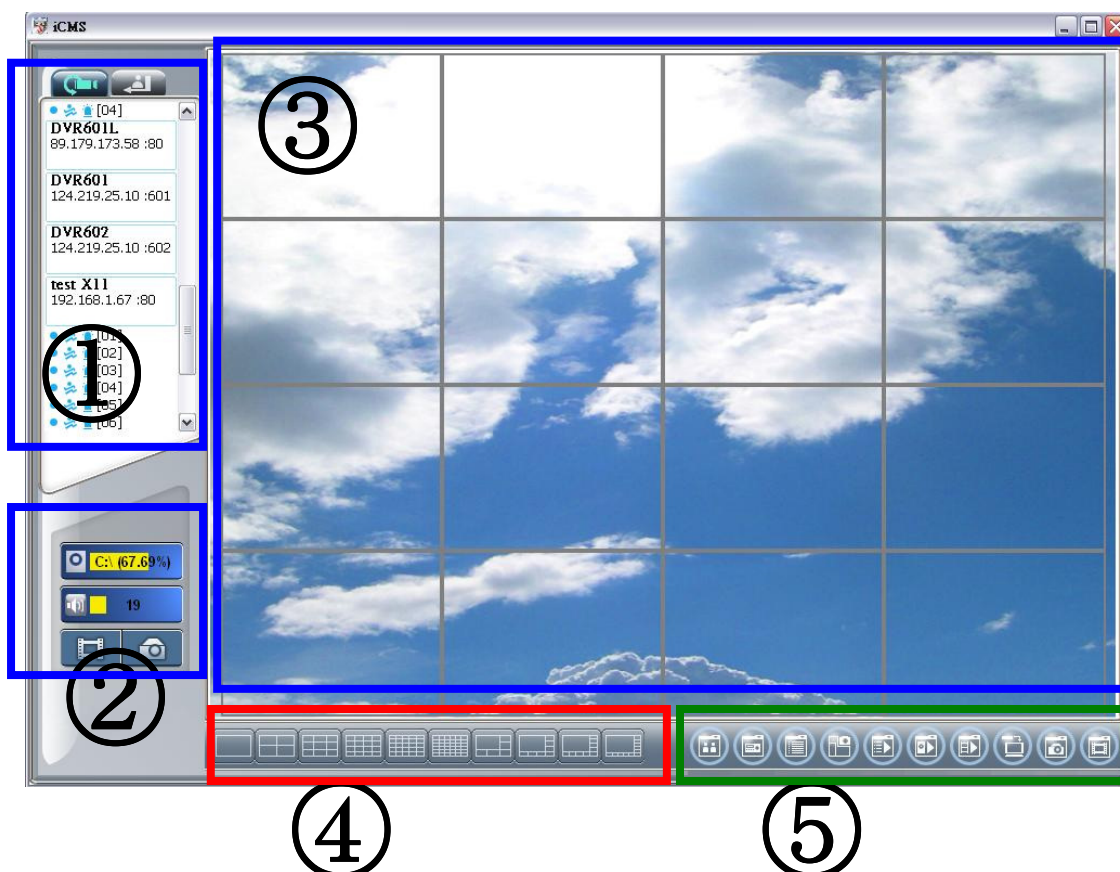 iCMS
[04]
DVR601L
89.179.173.58 :80
DVR601
124.219.25.10 :601
DVR602
124.219.25.10 :602
test X11
192.168.1.67 :80
[01]
[02]
[03]
[04]
[05]
[06]
①
C:\ (67.69%)
19
②
③
④
⑤